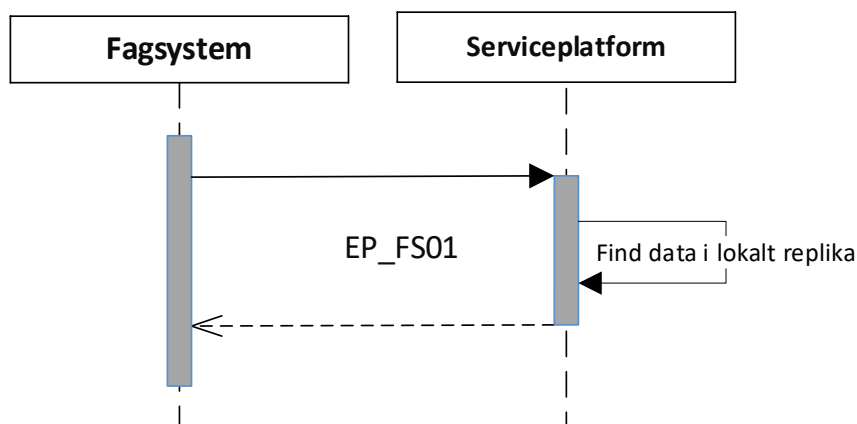 Fagsystem
Serviceplatform
EP_FS01
Find data i lokalt replika